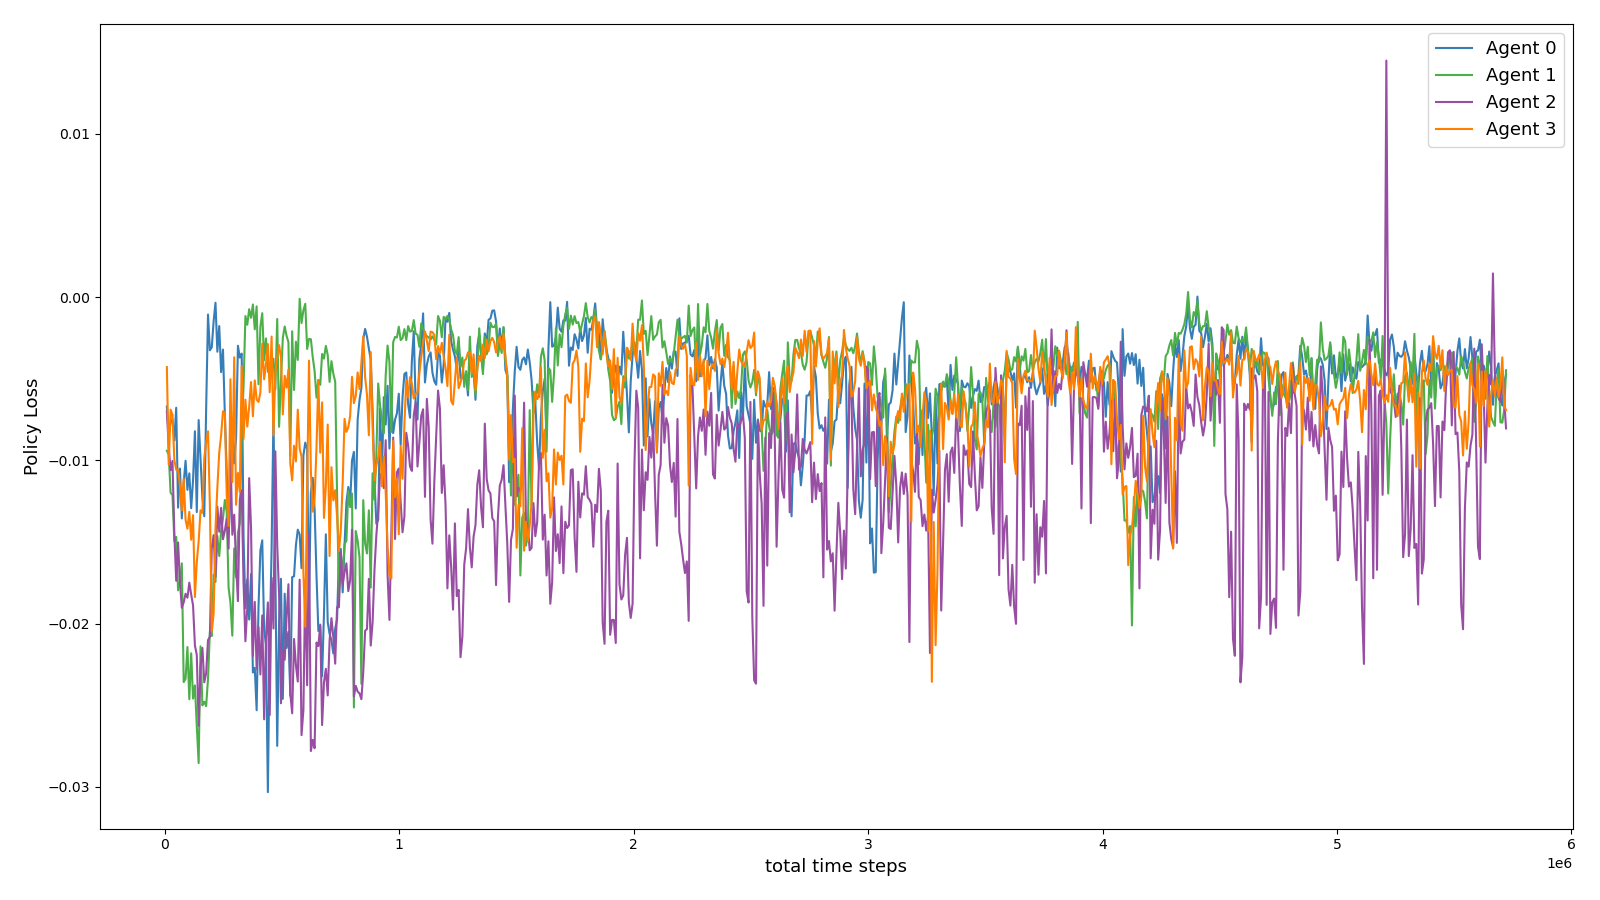 Agent 0
Agent 1
Agent 2
Agent 3
Policy Loss
0.01
0.00
−0.01
−0.02
−0.03
0 1 2 3 4 5 6
1e6
total time steps